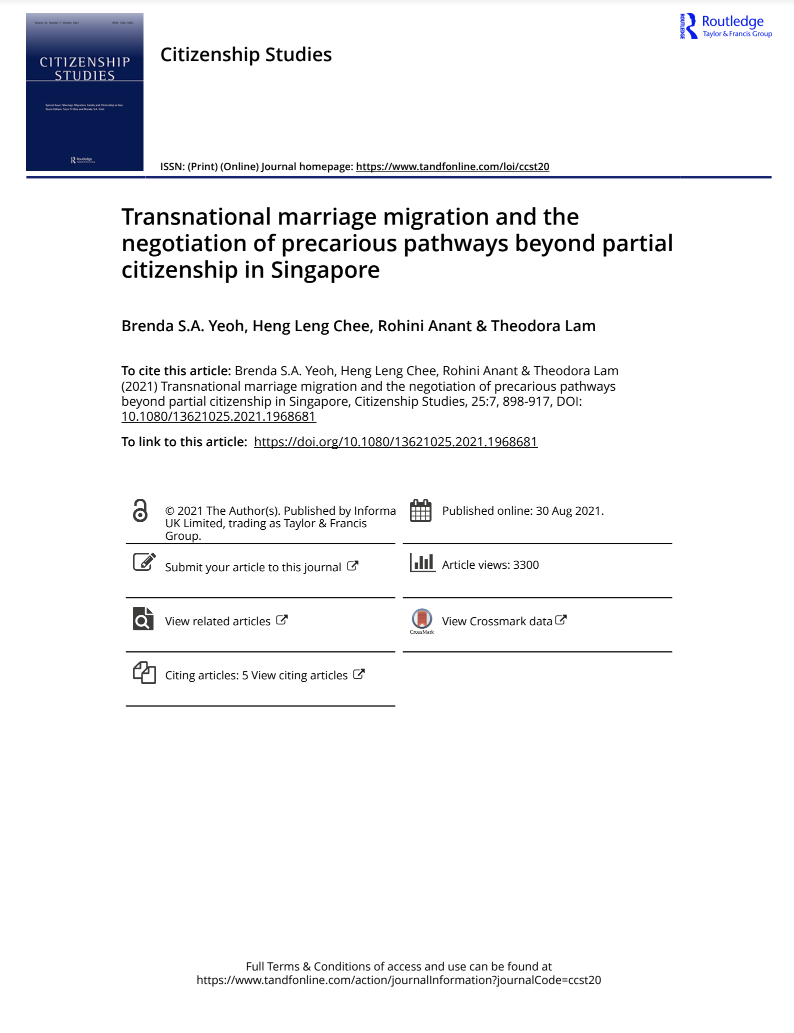 CITIZENSHIP
STUDIES
Routledge
Citizenship Studies
Routledge
Taylor & Francis Group
ROUTLEDGE
ISSN: (Print) (Online) Journal homepage: https://www.tandfonline.com/loi/ccst20
Transnational marriage migration and the
negotiation of precarious pathways beyond partial
citizenship in Singapore
Brenda S.A. Yeoh, Heng Leng Chee, Rohini Anant & Theodora Lam
To cite this article: Brenda S.A. Yeoh, Heng Leng Chee, Rohini Anant & Theodora Lam
(2021) Transnational marriage migration and the negotiation of precarious pathways
beyond partial citizenship in Singapore, Citizenship Studies, 25:7, 898-917, DOI:
10.1080/13621025.2021.1968681
To link to this article: https://doi.org/10.1080/13621025.2021.1968681
© 2021 The Author(s). Published by Informa
UK Limited, trading as Taylor & Francis
Group.
Published online: 30 Aug 2021.
Submit your article to this journal
Article views: 3300
View related articles
View Crossmark data
CrossMark
Citing articles: 5 View citing articles
Full Terms & Conditions of access and use can be found at
https://www.tandfonline.com/action/journalInformation?journalCode=ccst20